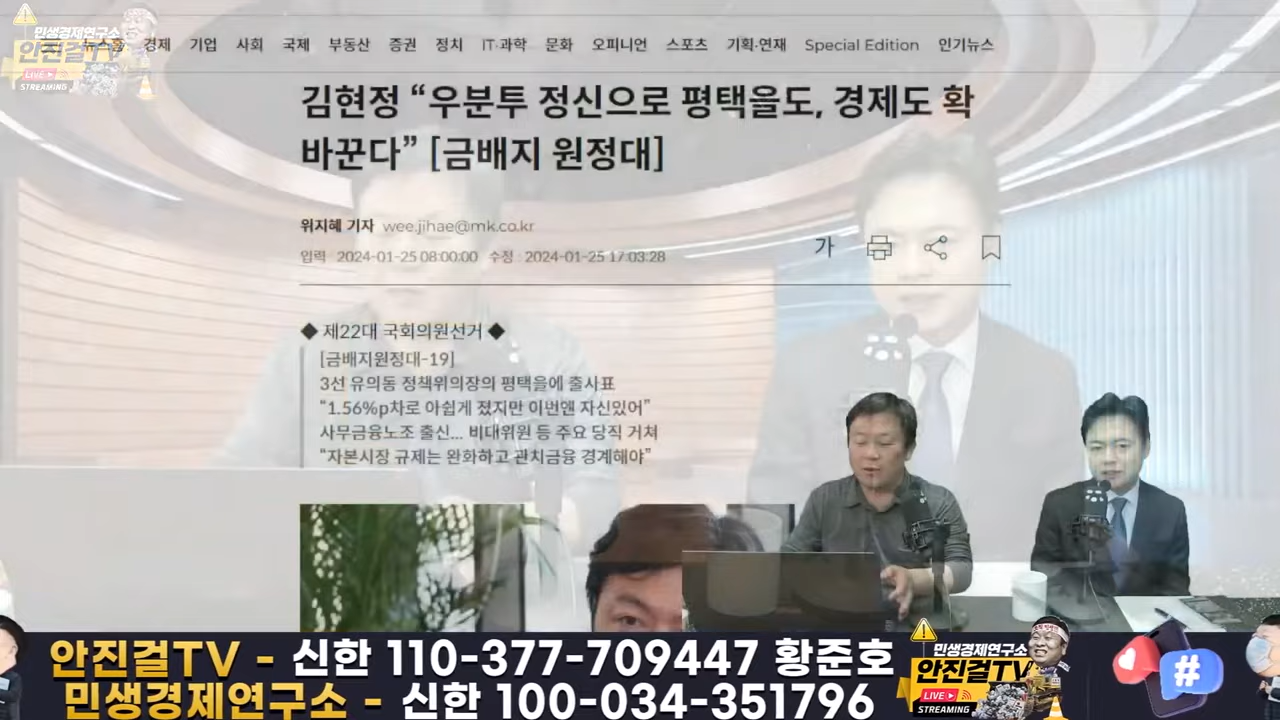 민생경제연구소
안진걸TV
LIVE
STREAMING
뉴스홀 경제 기업 사회 국제 부동산 증권 정치 IT·과학 문화 오피니언 스포츠 기획·연재 Special Edition 인기뉴스
김현정 “우분투 정신으로 평택을도, 경제도 확
바꾼다” [금배지 원정대]
위지혜 기자 wee.jihae@mk.co.kr
입력 2024-01-25 08:00:00 수정 2024-01-25 17:03:28
가
◆ 제22대 국회의원선거 ◆
[금배지원정대-19]
3선 유의동 정책위의장의 평택을에 출사표
“1.56%p차로 아쉽게 졌지만 이번엔 자신있어”
사무금융노조 출신... 비대위원 등 주요 당직 거쳐
“자본시장 규제는 완화하고 관치금융 경계해야”
안진걸TV - 신한 110-377-709447 황준호
민생경제연구소 - 신한 100-034-351796
민생경제연구소
안진걸TV
LIVE
STREAMING
#